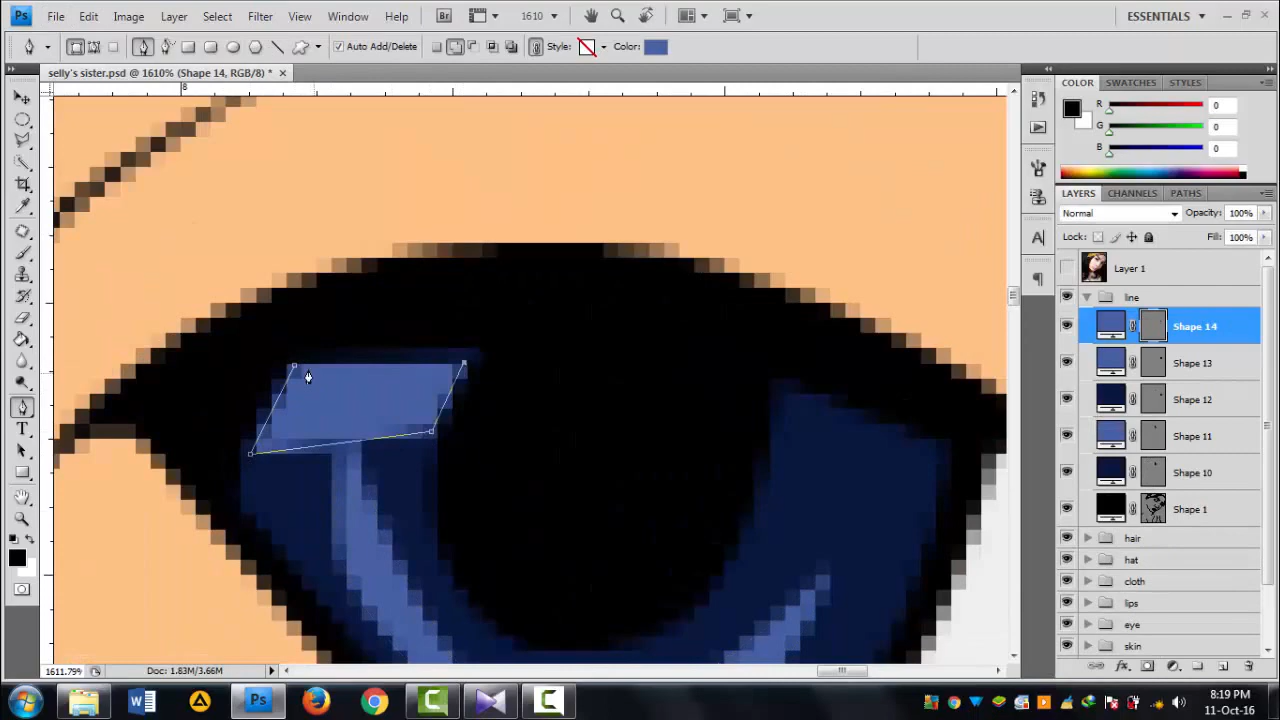 Ps File Edit Image Layer Select Filter View Window Help Br 1610 ESSENTIALS
Auto Add/Delete Style: Color:
selly's sister.psd @ 1610% (Shape 14, RGB/8) *
8
COLOR SWATCHES STYLES
R 0
G 0
B 0
LAYERS CHANNELS PATHS
Normal Opacity: 100%
Lock: Fill: 100%
Layer 1
line
Shape 14
Shape 13
Shape 12
Shape 11
Shape 10
Shape 1
hair
hat
cloth
lips
eye
skin
1611.79% Doc: 1.83M/3.66M
8:19 PM
11-Oct-16